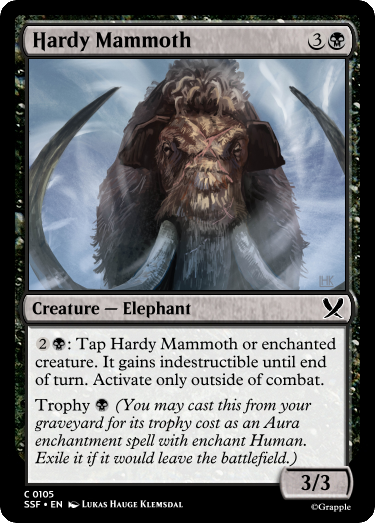 Hardy Mammoth 3
Creature — Elephant
2 : Tap Hardy Mammoth or enchanted
creature. It gains indestructible until end
of turn. Activate only outside of combat.
Trophy (You may cast this from your
graveyard for its trophy cost as an Aura
enchantment spell with enchant Human.
Exile it if it would leave the battlefield.)
3/3
C 0105
SSF • EN Lukas Hauge Klemsdal
©Grapple